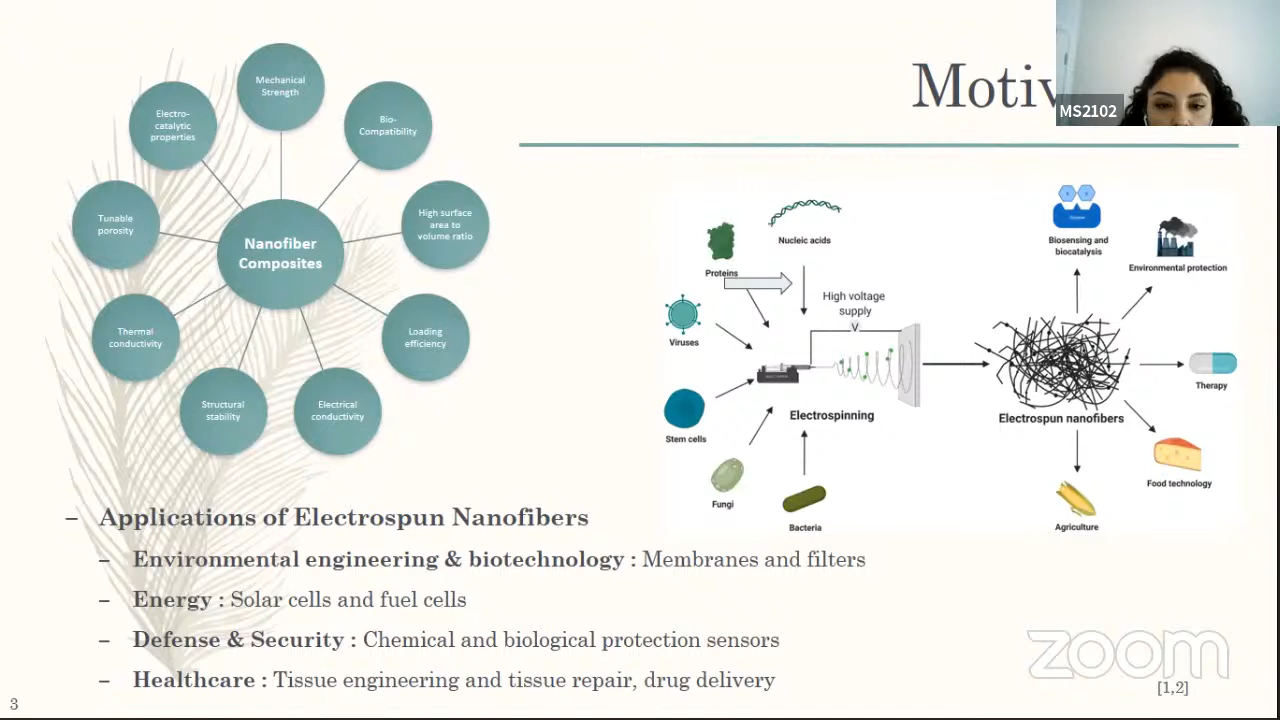 Motiv
MS2102
Mechanical
Strength
Electro-
catalytic
properties
Bio-
Compatibility
Tunable
porosity
High surface
area to
volume ratio
Nanofiber
Composites
Thermal
conductivity
Loading
efficiency
Structural
stability
Electrical
conductivity
Nucleic acids
Proteins
High voltage
supply
V
Viruses
Stem cells
Electrospinning
Fungi
Bacteria
Biosensing and
biocatalysis
Environmental protection
Therapy
Electrospun nanofibers
Food technology
Agriculture
– Applications of Electrospun Nanofibers
– Environmental engineering & biotechnology : Membranes and filters
– Energy : Solar cells and fuel cells
– Defense & Security : Chemical and biological protection sensors
– Healthcare : Tissue engineering and tissue repair, drug delivery
zoom
[1,2]
3